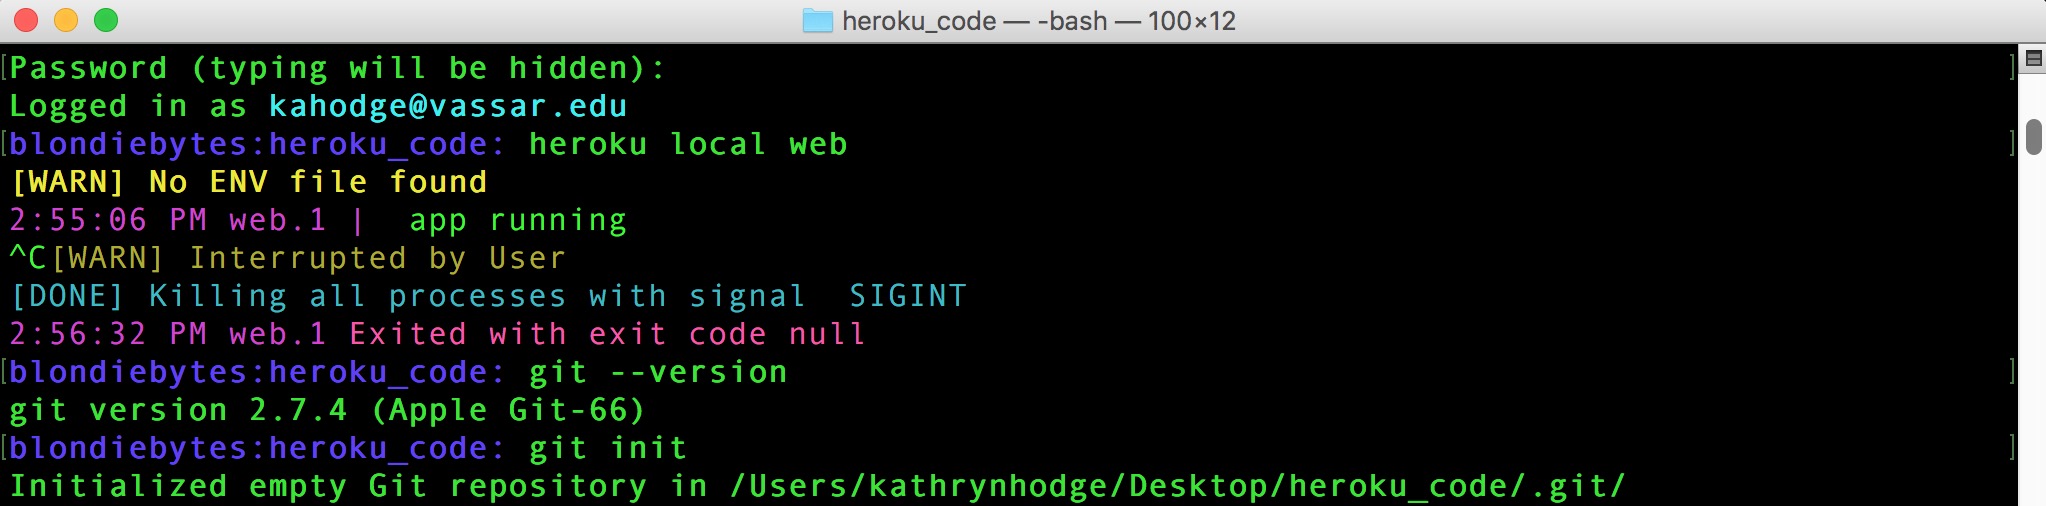 heroku_code — -bash — 100×12
[Password (typing will be hidden): ]
Logged in as kahodge@vassar.edu
[blondiebytes:heroku_code: heroku local web ]
[WARN] No ENV file found
2:55:06 PM web.1 |  app running
^C[WARN] Interrupted by User
[DONE] Killing all processes with signal  SIGINT
2:56:32 PM web.1 Exited with exit code null
[blondiebytes:heroku_code: git --version ]
git version 2.7.4 (Apple Git-66)
[blondiebytes:heroku_code: git init ]
Initialized empty Git repository in /Users/kathrynhodge/Desktop/heroku_code/.git/